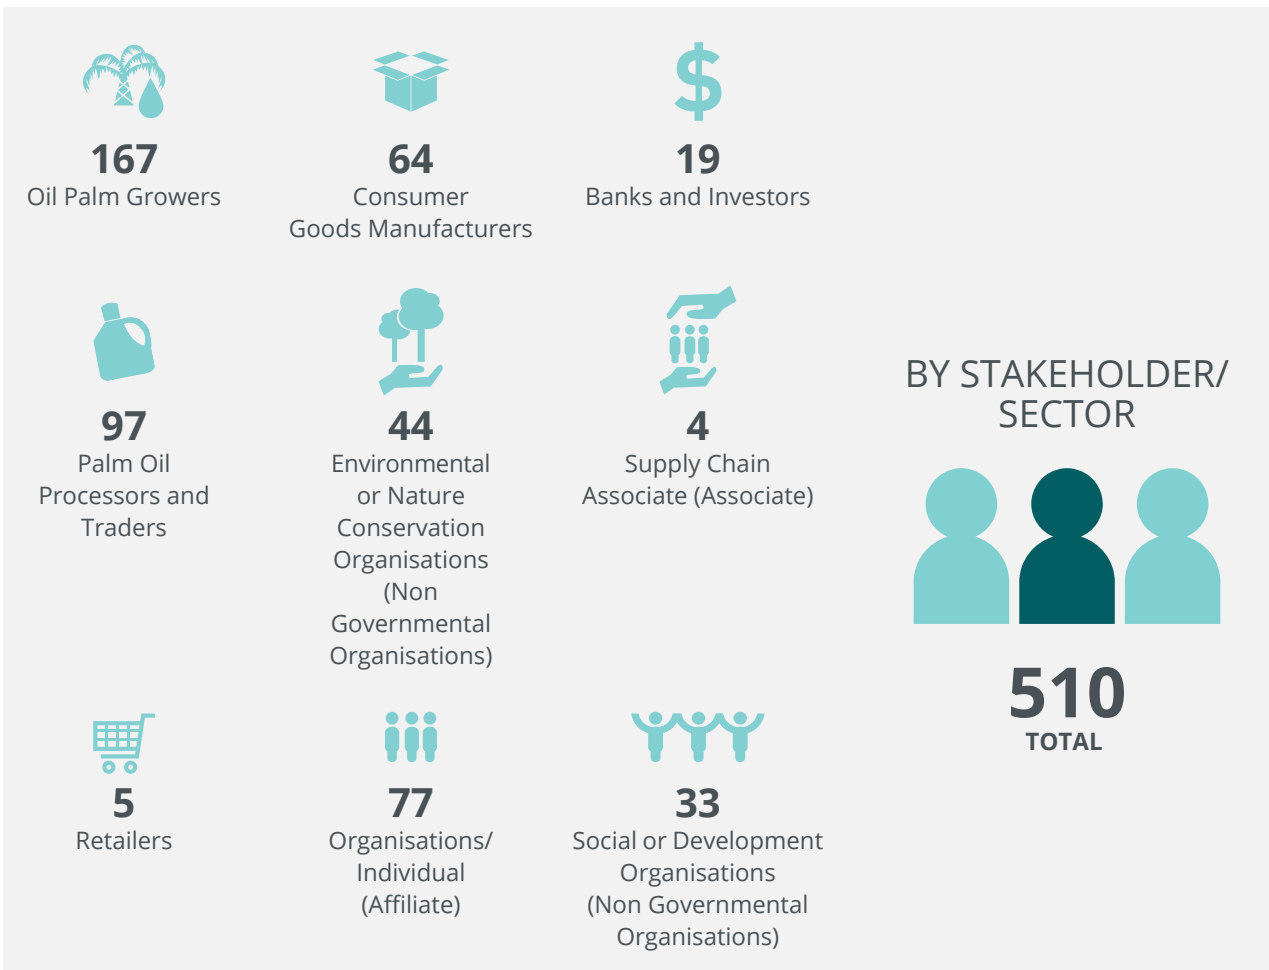 167
Oil Palm Growers
64
Consumer
Goods Manufacturers
19
Banks and Investors
97
Palm Oil
Processors and
Traders
44
Environmental
or Nature
Conservation
Organisations
(Non
Governmental
Organisations)
4
Supply Chain
Associate (Associate)
5
Retailers
77
Organisations/
Individual
(Affiliate)
33
Social or Development
Organisations
(Non Governmental
Organisations)
BY STAKEHOLDER/
SECTOR
510
TOTAL